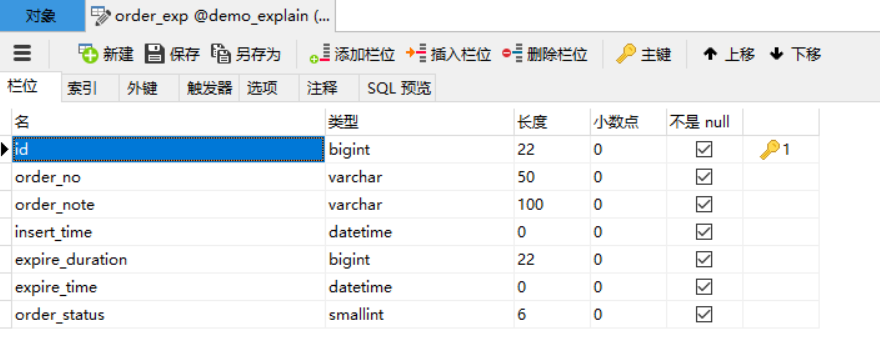 对象 order_exp @demo_explain (...
新建 保存 另存为 添加栏位 插入栏位 删除栏位 主键 上移 下移
栏位 索引 外键 触发器 选项 注释 SQL 预览
名 类型 长度 小数点 不是 null
id bigint 22 0 1
order_no varchar 50 0
order_note varchar 100 0
insert_time datetime 0 0
expire_duration bigint 22 0
expire_time datetime 0 0
order_status smallint 6 0